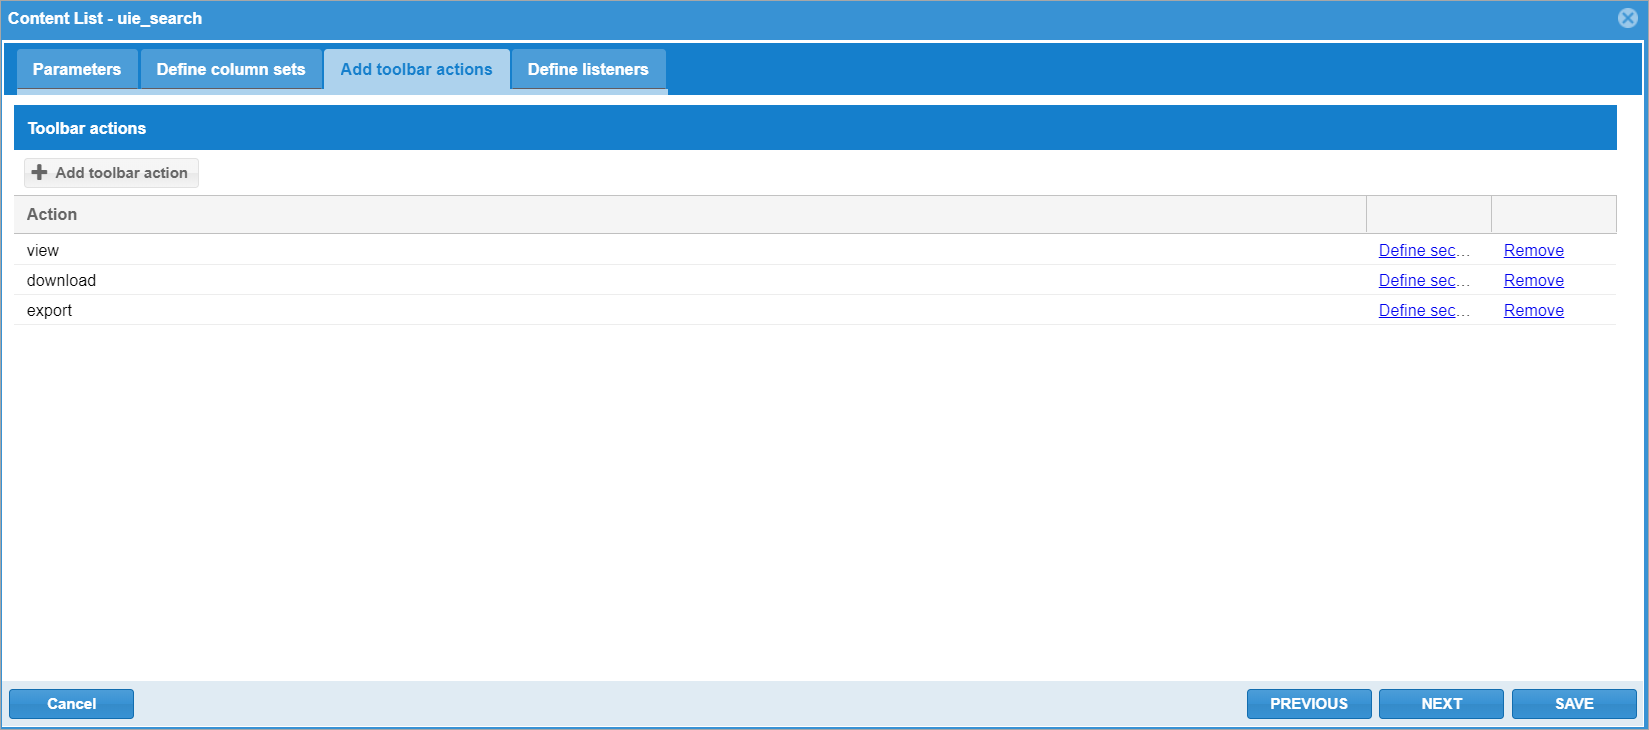 Content List - uie_search
Parameters
Define column sets
Add toolbar actions
Define listeners
Toolbar actions
Add toolbar action
Action
view
Define sec...
Remove
download
Define sec...
Remove
export
Define sec...
Remove
Cancel
PREVIOUS
NEXT
SAVE